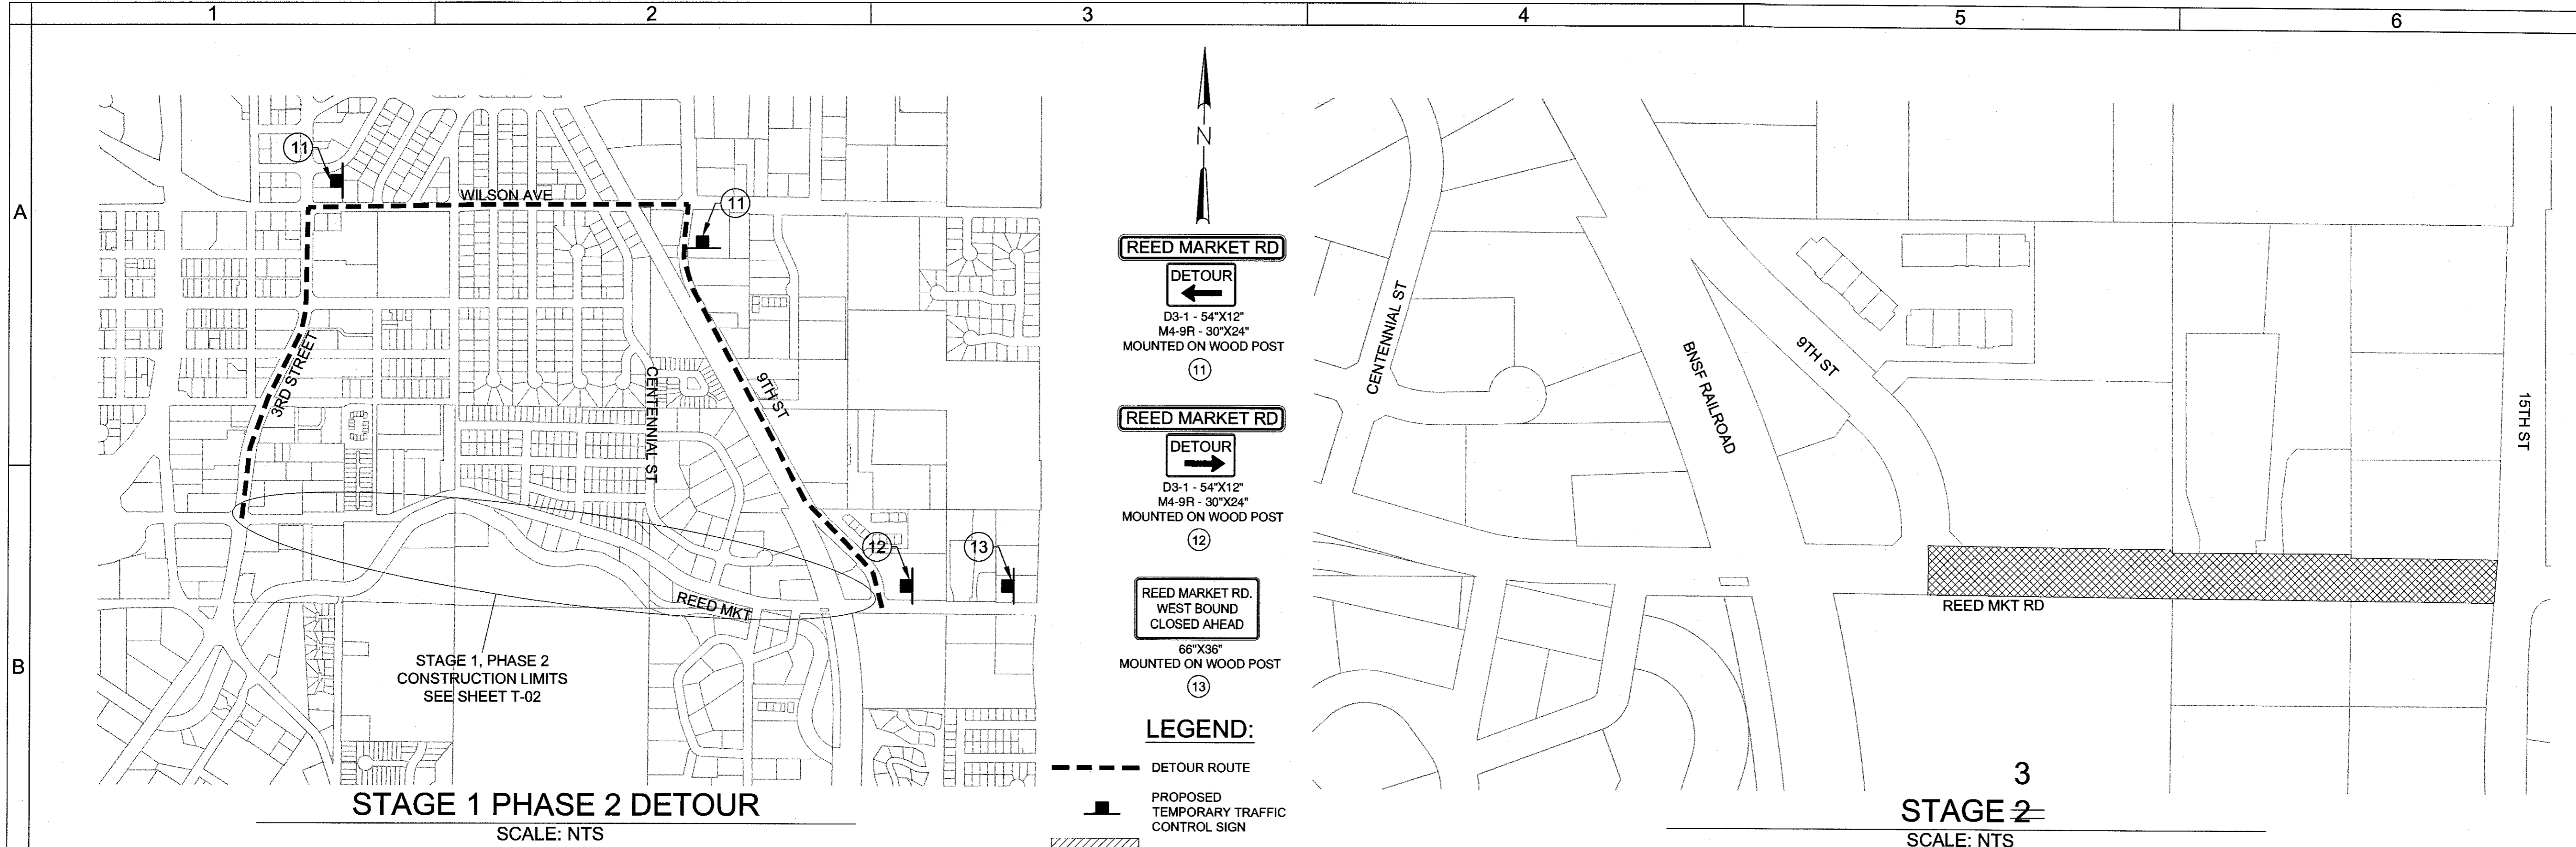 1
2
3
4
5
6
A
B
11
WILSON AVE
11
3RD STREET
CENTENNIAL ST
9TH ST
12
13
REED MKT
STAGE 1, PHASE 2
CONSTRUCTION LIMITS
SEE SHEET T-02
STAGE 1 PHASE 2 DETOUR
SCALE: NTS
N
REED MARKET RD
DETOUR
D3-1 - 54"X12"
M4-9R - 30"X24"
MOUNTED ON WOOD POST
11
REED MARKET RD
DETOUR
D3-1 - 54"X12"
M4-9R - 30"X24"
MOUNTED ON WOOD POST
12
REED MARKET RD.
WEST BOUND
CLOSED AHEAD
66"X36"
MOUNTED ON WOOD POST
13
LEGEND:
DETOUR ROUTE
PROPOSED
TEMPORARY TRAFFIC
CONTROL SIGN
CENTENNIAL ST
BNSF RAILROAD
9TH ST
15TH ST
REED MKT RD
3
STAGE 2
SCALE: NTS